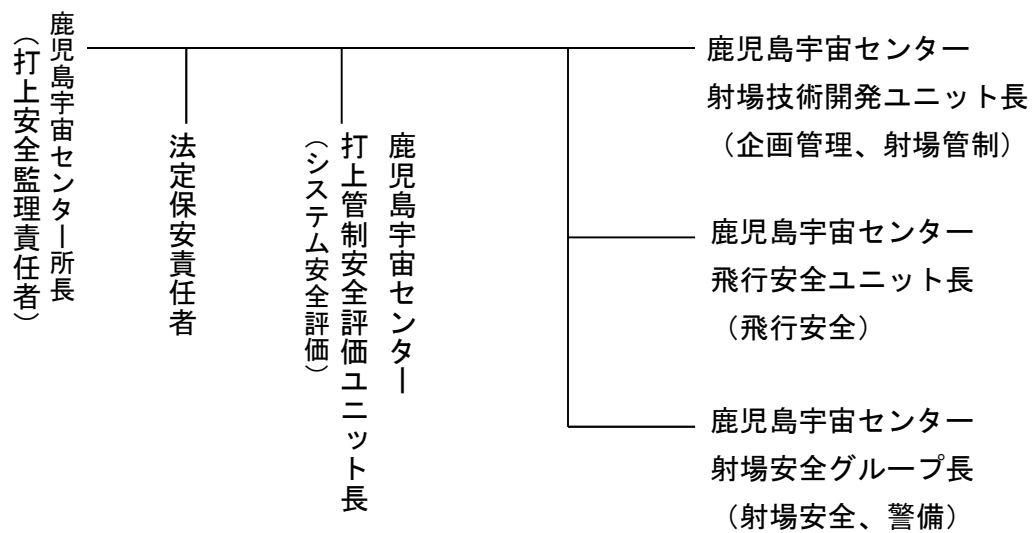 鹿児島宇宙センター所長
（打上安全監理責任者）
法定保安責任者
鹿児島宇宙センター
打上管制安全評価ユニット長
（システム安全評価）
鹿児島宇宙センター
射場技術開発ユニット長
（企画管理、射場管制）
鹿児島宇宙センター
飛行安全ユニット長
（飛行安全）
鹿児島宇宙センター
射場安全グループ長
（射場安全、警備）